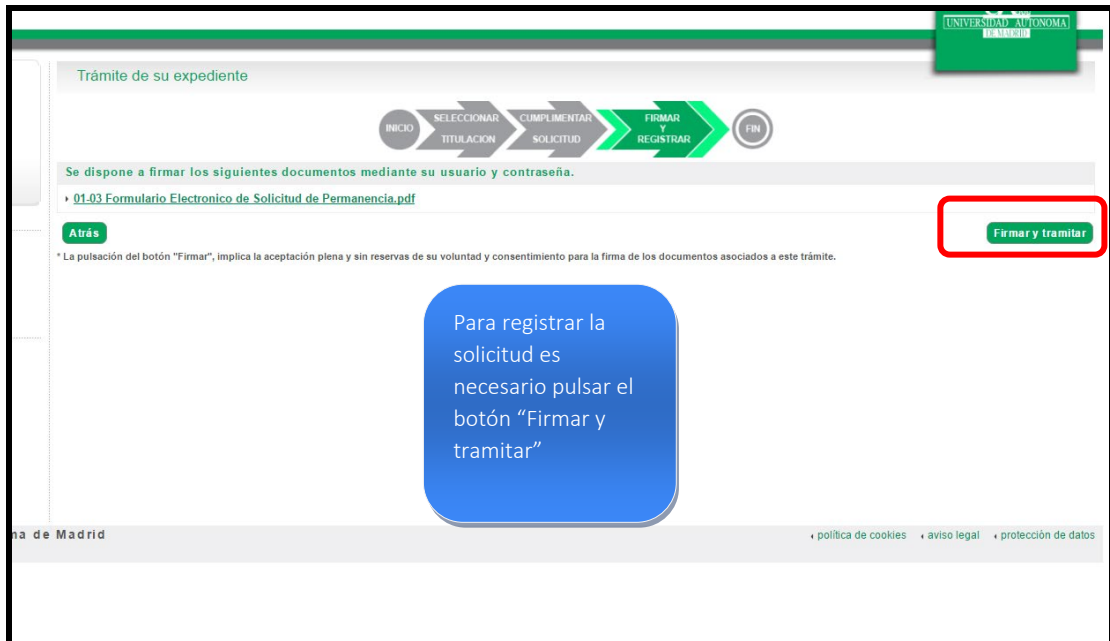 UNIVERSIDAD AUTONOMA
DE MADRID
Trámite de su expediente
INICIO
SELECCIONAR
TITULACION
CUMPLIMENTAR
SOLICITUD
FIRMAR
Y
REGISTRAR
FIN
Se dispone a firmar los siguientes documentos mediante su usuario y contraseña.
01-03 Formulario Electronico de Solicitud de Permanencia.pdf
Atrás
Firmar y tramitar
* La pulsación del botón "Firmar", implica la aceptación plena y sin reservas de su voluntad y consentimiento para la firma de los documentos asociados a este trámite.
Para registrar la
solicitud es
necesario pulsar el
botón “Firmar y
tramitar”
na de Madrid
política de cookies aviso legal protección de datos